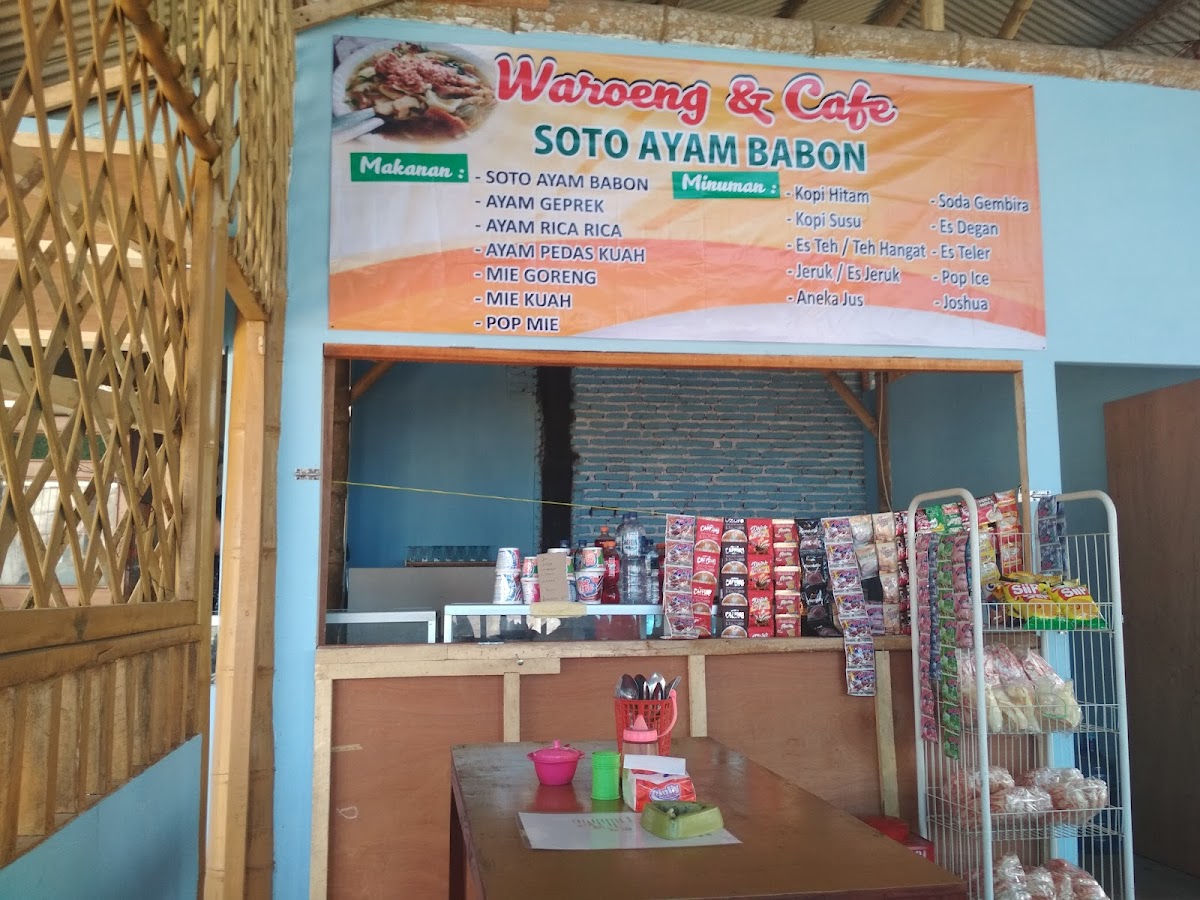 Waroeng & Cafe
SOTO AYAM BABON
Makanan :
- SOTO AYAM BABON
- AYAM GEPREK
- AYAM RICA RICA
- AYAM PEDAS KUAH
- MIE GORENG
- MIE KUAH
- POP MIE
Minuman :
- Kopi Hitam
- Kopi Susu
- Es Teh / Teh Hangat
- Jeruk / Es Jeruk
- Aneka Jus
- Soda Gembira
- Es Degan
- Es Teler
- Pop Ice
- Joshua